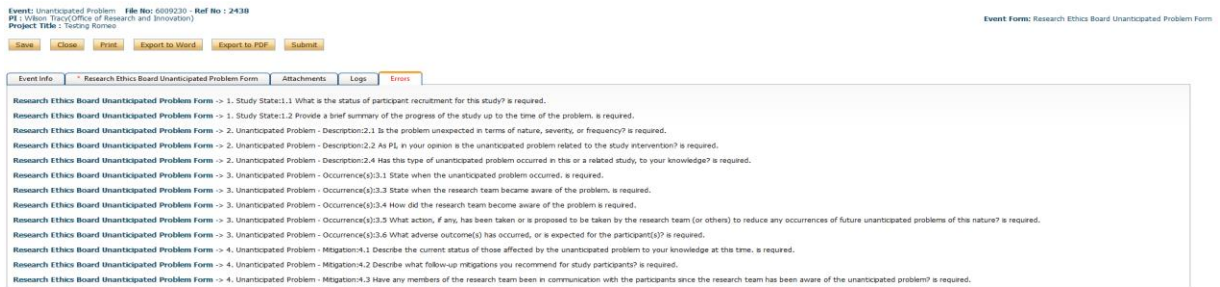 Event: Unanticipated Problem File No: 6009230 - Ref No : 2438
PI : Wilson Tracy(Office of Research and Innovation)
Project Title : Testing Romeo
Event Form: Research Ethics Board Unanticipated Problem Form
Save Close Print Export to Word Export to PDF Submit
Event Info * Research Ethics Board Unanticipated Problem Form Attachments Logs Errors
Research Ethics Board Unanticipated Problem Form -> 1. Study State:1.1 What is the status of participant recruitment for this study? is required.
Research Ethics Board Unanticipated Problem Form -> 1. Study State:1.2 Provide a brief summary of the progress of the study up to the time of the problem. is required.
Research Ethics Board Unanticipated Problem Form -> 2. Unanticipated Problem - Description:2.1 Is the problem unexpected in terms of nature, severity, or frequency? is required.
Research Ethics Board Unanticipated Problem Form -> 2. Unanticipated Problem - Description:2.2 As PI, in your opinion is the unanticipated problem related to the study intervention? is required.
Research Ethics Board Unanticipated Problem Form -> 2. Unanticipated Problem - Description:2.4 Has this type of unanticipated problem occurred in this or a related study, to your knowledge? is required.
Research Ethics Board Unanticipated Problem Form -> 3. Unanticipated Problem - Occurrence(s):3.1 State when the unanticipated problem occurred. is required.
Research Ethics Board Unanticipated Problem Form -> 3. Unanticipated Problem - Occurrence(s):3.3 State when the research team became aware of the problem. is required.
Research Ethics Board Unanticipated Problem Form -> 3. Unanticipated Problem - Occurrence(s):3.4 How did the research team become aware of the problem is required.
Research Ethics Board Unanticipated Problem Form -> 3. Unanticipated Problem - Occurrence(s):3.5 What action, if any, has been taken or is proposed to be taken by the research team (or others) to reduce any occurrences of future unanticipated problems of this nature? is required.
Research Ethics Board Unanticipated Problem Form -> 3. Unanticipated Problem - Occurrence(s):3.6 What adverse outcome(s) has occurred, or is expected for the participant(s)? is required.
Research Ethics Board Unanticipated Problem Form -> 4. Unanticipated Problem - Mitigation:4.1 Describe the current status of those affected by the unanticipated problem to your knowledge at this time. is required.
Research Ethics Board Unanticipated Problem Form -> 4. Unanticipated Problem - Mitigation:4.2 Describe what follow-up mitigations you recommend for study participants? is required.
Research Ethics Board Unanticipated Problem Form -> 4. Unanticipated Problem - Mitigation:4.3 Have any members of the research team been in communication with the participants since the research team has been aware of the unanticipated problem? is required.